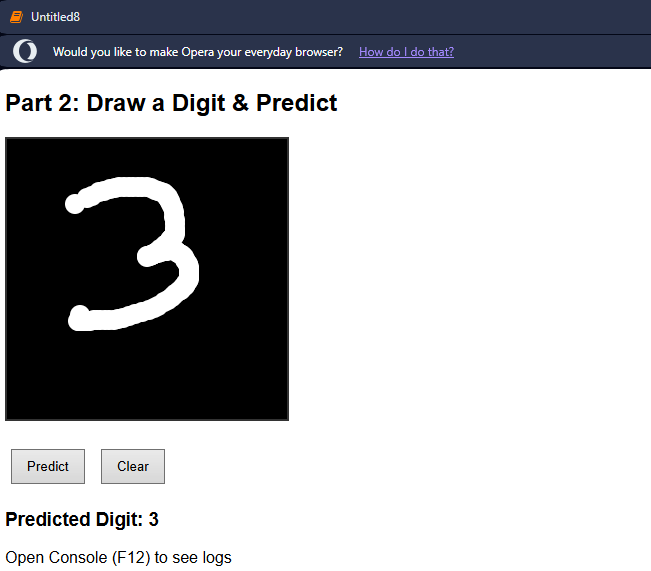 Untitled8
Would you like to make Opera your everyday browser? How do I do that?
Part 2: Draw a Digit & Predict
3
Predict Clear
Predicted Digit: 3
Open Console (F12) to see logs